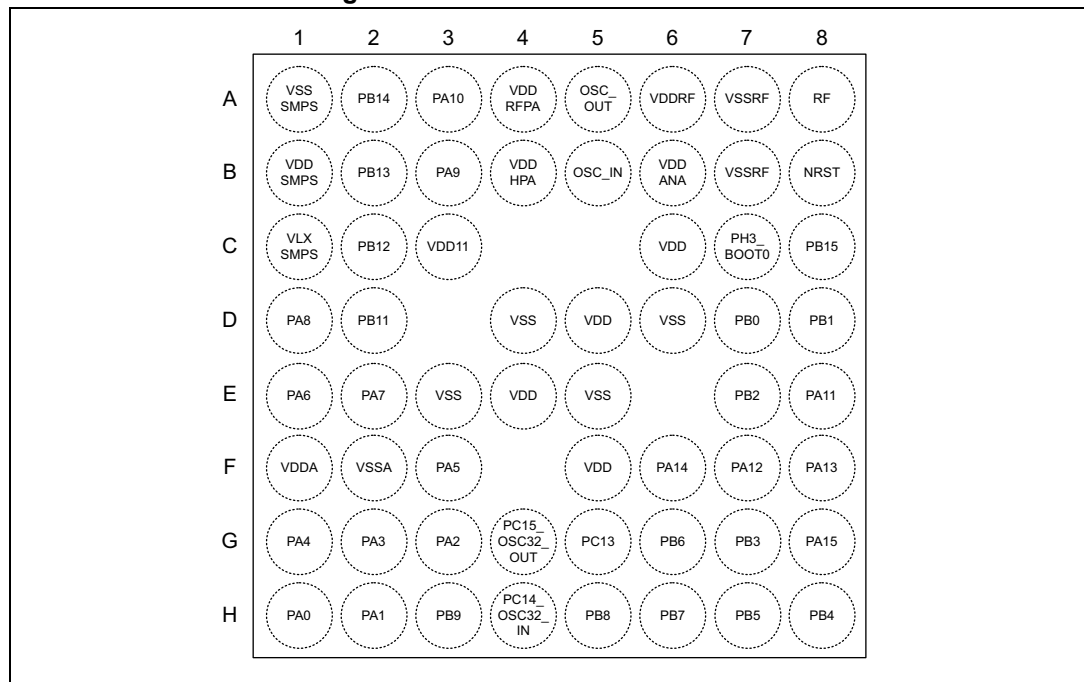 g
1 2 3 4 5 6 7 8
A
VSS
SMPS
PB14
PA10
VDD
RFPA
OSC_
OUT
VDDRF
VSSRF
RF
B
VDD
SMPS
PB13
PA9
VDD
HPA
OSC_IN
VDD
ANA
VSSRF
NRST
C
VLX
SMPS
PB12
VDD11
VDD
PH3_
BOOT0
PB15
D
PA8
PB11
VSS
VDD
VSS
PB0
PB1
E
PA6
PA7
VSS
VDD
VSS
PB2
PA11
F
VDDA
VSSA
PA5
VDD
PA14
PA12
PA13
G
PA4
PA3
PA2
PC15_
OSC32_
OUT
PC13
PB6
PB3
PA15
H
PA0
PA1
PB9
PC14_
OSC32_
IN
PB8
PB7
PB5
PB4